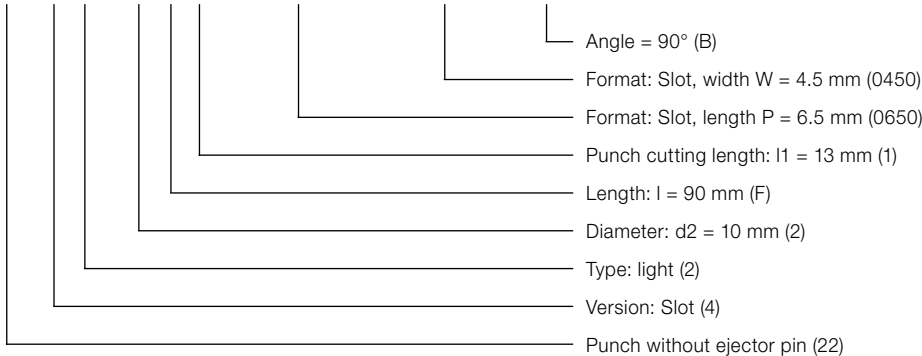 Angle = 90° (B)
Format: Slot, width W = 4.5 mm (0450)
Format: Slot, length P = 6.5 mm (0650)
Punch cutting length: l1 = 13 mm (1)
Length: l = 90 mm (F)
Diameter: d2 = 10 mm (2)
Type: light (2)
Version: Slot (4)
Punch without ejector pin (22)